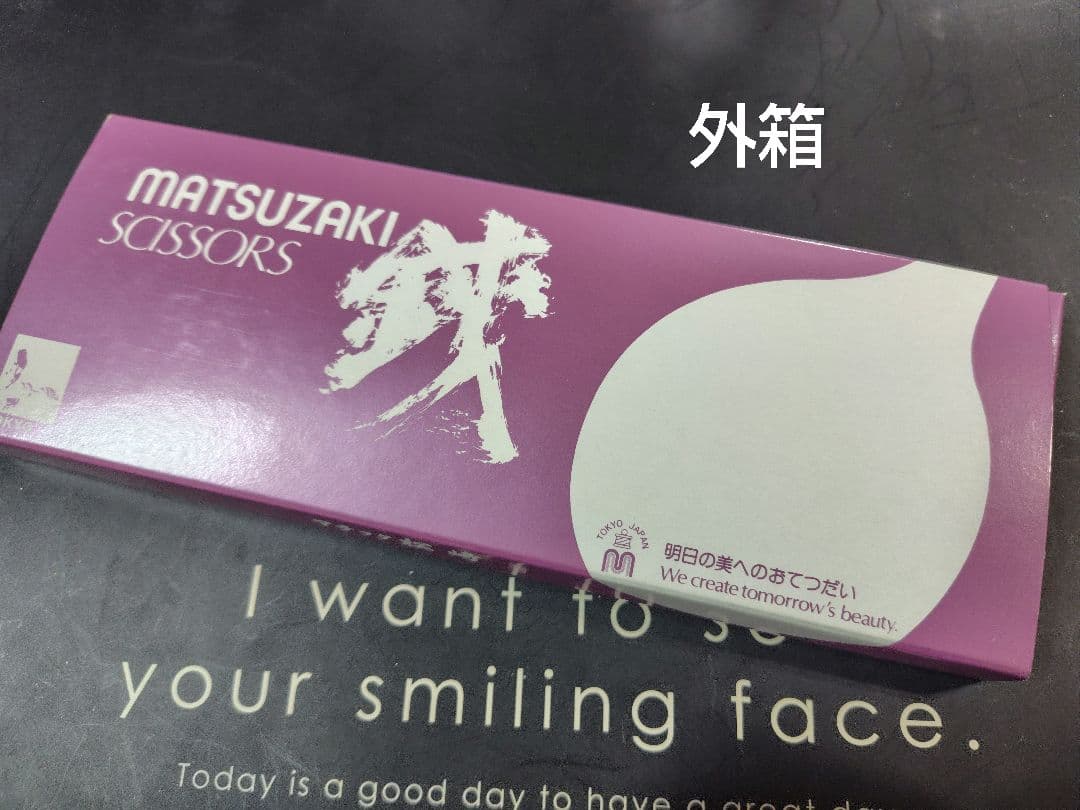 外箱
MATSUZAKI
SCISSORS
鋏
TOKYO JAPAN
明日の美へのおてつだい
We create tomorrow's beauty.
I want to
your smiling face.
Today is a good day to have a great